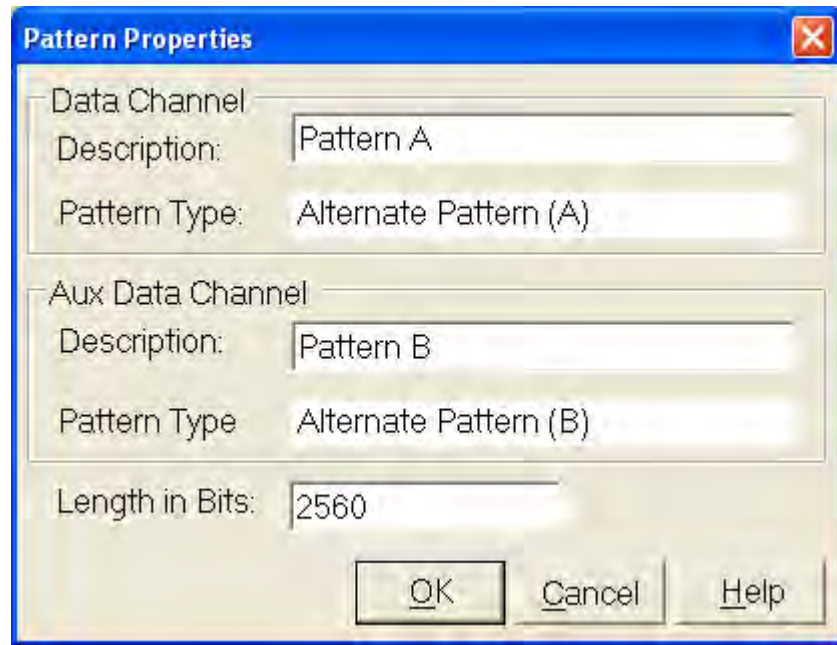 Pattern Properties
Data Channel
Description: Pattern A
Pattern Type: Alternate Pattern (A)
Aux Data Channel
Description: Pattern B
Pattern Type Alternate Pattern (B)
Length in Bits: 2560
OK Cancel Help